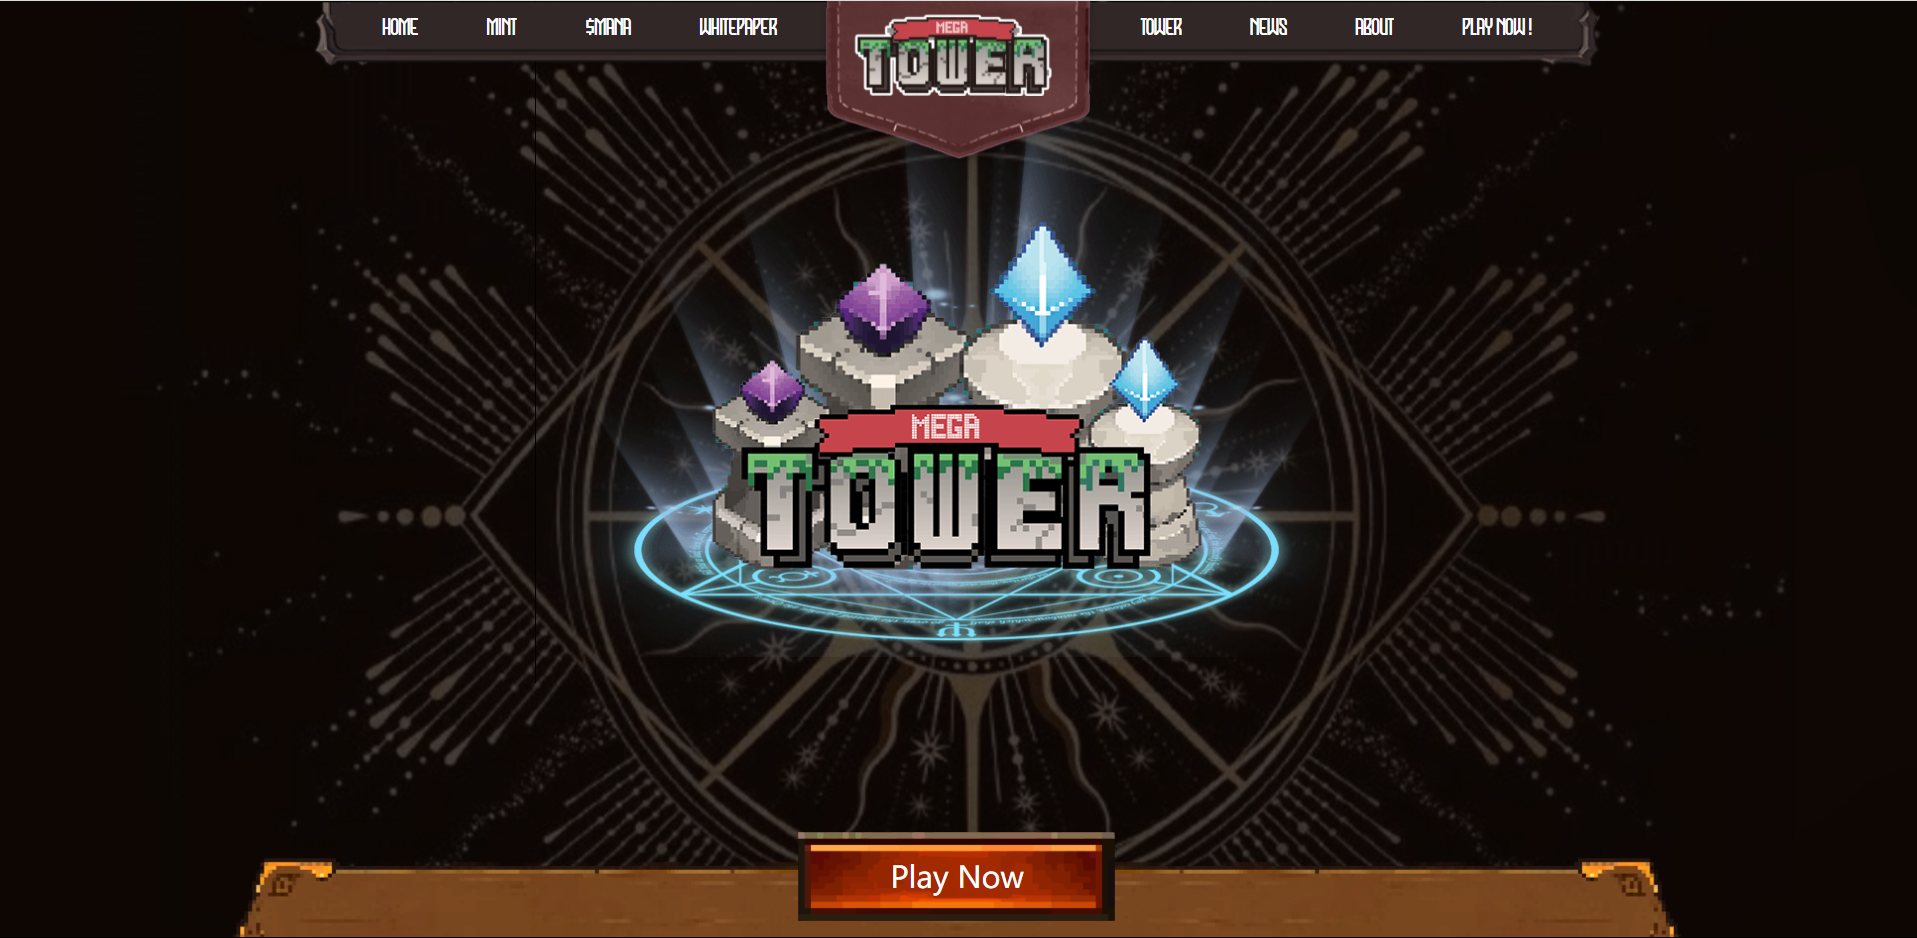 HOME MINT $MANA WHITEPAPER
MEGA
TOWER
TOWER NEWS ABOUT PLAY NOW!
MEGA
TOWER
Play Now